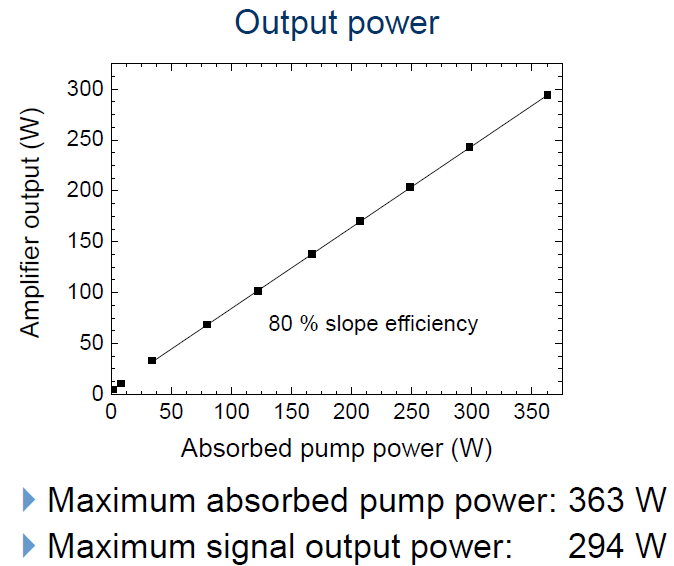 Output power
Amplifier output (W)
300
250
200
150
100
50
0
80 % slope efficiency
0 50 100 150 200 250 300 350
Absorbed pump power (W)
Maximum absorbed pump power: 363 W
Maximum signal output power: 294 W